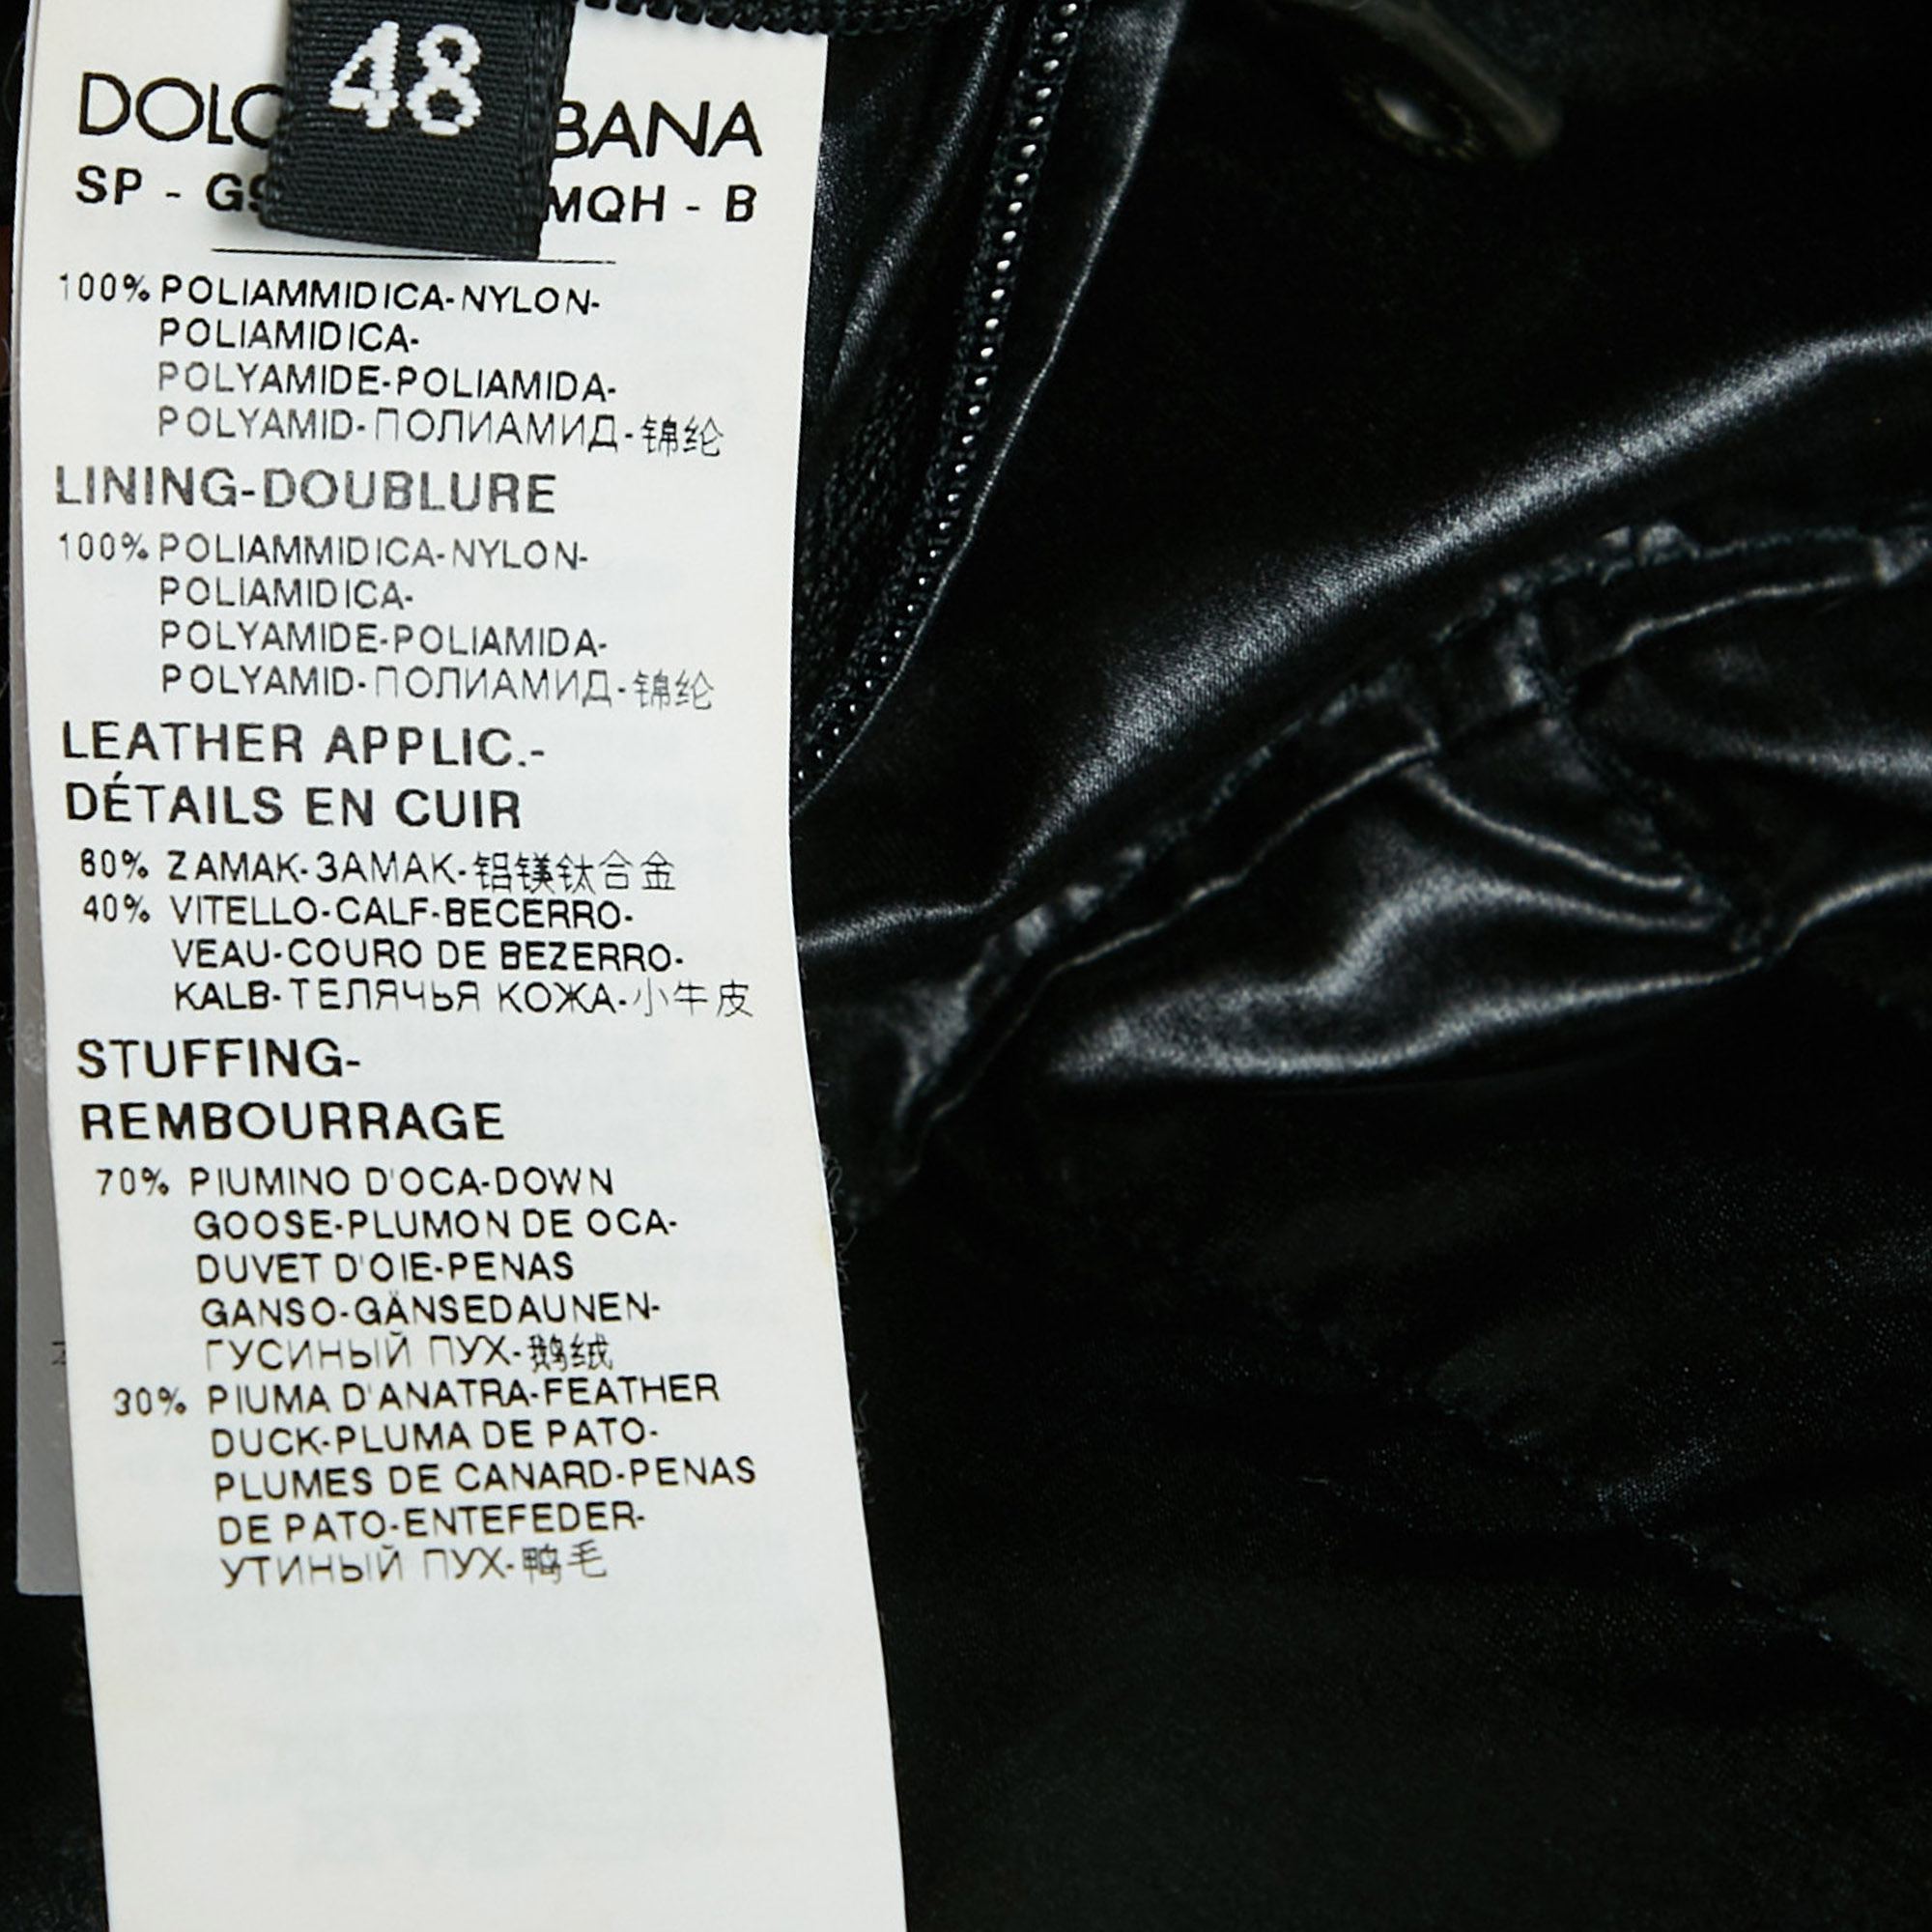 48
DOLC BANA
SP - G MQH - B
100% POLIAMMIDICA-NYLON-
POLIAMIDICA-
POLYAMIDE-POLIAMIDA-
POLYAMID-ПОЛИАМИД-锦纶
LINING-DOUBLURE
100% POLIAMMIDICA-NYLON-
POLIAMIDICA-
POLYAMIDE-POLIAMIDA-
POLYAMID-ПОЛИАМИД-锦纶
LEATHER APPLIC.-
DÉTAILS EN CUIR
60% ZAMAK-ЗАМАК-铝镁钛合金
40% VITELLO-CALF-BECERRO-
VEAU-COURO DE BEZERRO-
KALB-ТЕЛЯЧЬЯ КОЖА-小牛皮
STUFFING-
REMBOURRAGE
70% PIUMINO D'OCA-DOWN
GOOSE-PLUMON DE OCA-
DUVET D'OIE-PENAS
GANSO-GÄNSEDAUNEN-
ГУСИНЫЙ ПУХ-鹅绒
30% PIUMA D'ANATRA-FEATHER
DUCK-PLUMA DE PATO-
PLUMES DE CANARD-PENAS
DE PATO-ENTEFEDER-
УТИНЫЙ ПУХ-鸭毛